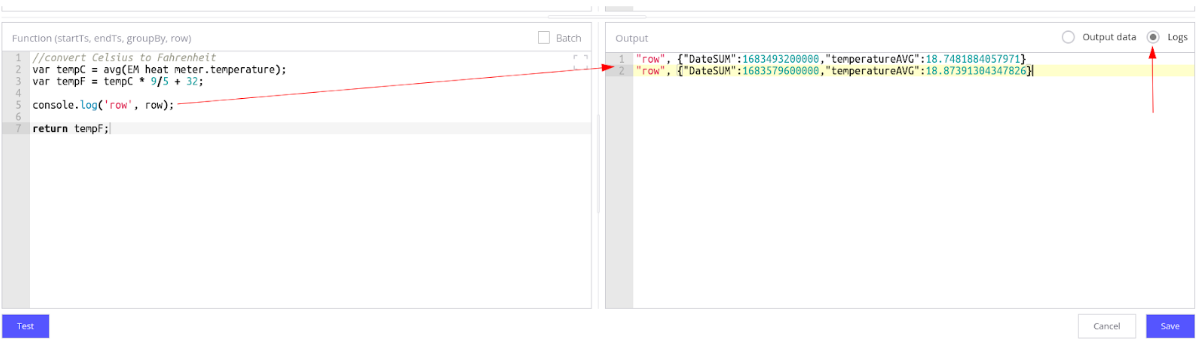 Function (startTs, endTs, groupBy, row)
Batch
1 //convert Celsius to Fahrenheit
2 var tempC = avg(EM heat meter.temperature);
3 var tempF = tempC * 9/5 + 32;
4
5 console.log('row', row);
6
7 return tempF;
Output
Output data
Logs
1 "row", {"DateSUM":1683493200000,"temperatureAVG":18.7481884057971}
2 "row", {"DateSUM":1683579600000,"temperatureAVG":18.87391304347826}
Test
Cancel
Save